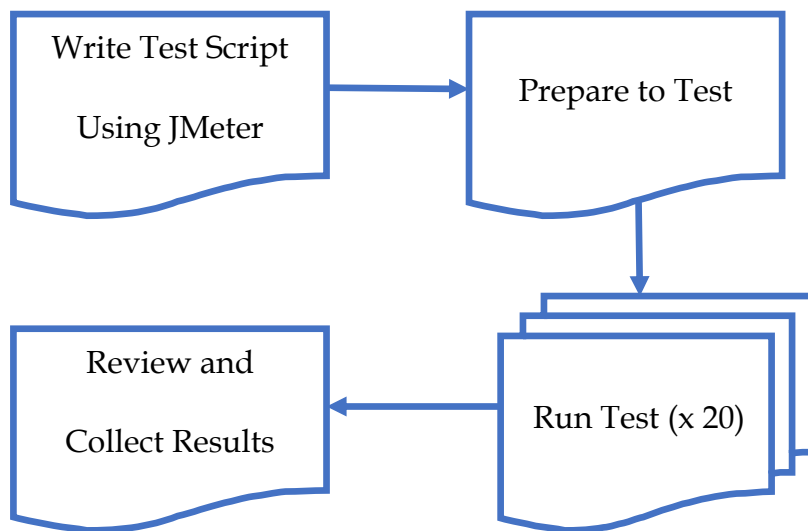 Write Test Script
Using JMeter
Prepare to Test
Run Test (x 20)
Review and
Collect Results